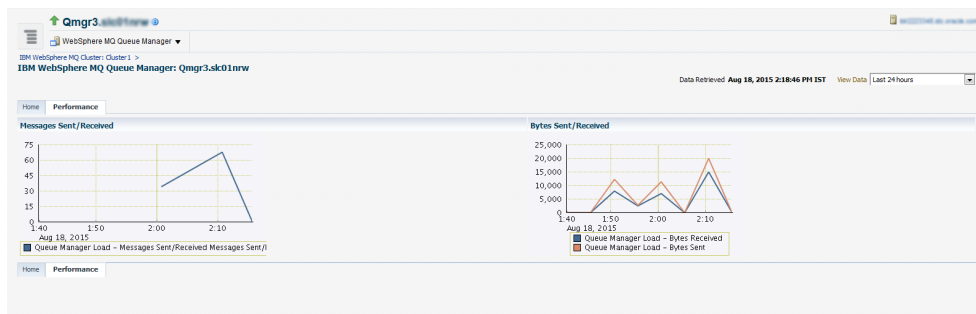 Qmgr3.
WebSphere MQ Queue Manager
IBM WebSphere MQ Cluster: Cluster1 >
IBM WebSphere MQ Queue Manager: Qmgr3.slc01nrw
Data Retrieved Aug 18, 2015 2:18:46 PM IST View Data Last 24 hours
Home Performance
Messages Sent/Received
75
60
45
30
15
0
1:40 1:50 2:00 2:10
Aug 18, 2015
Queue Manager Load - Messages Sent/Received Messages Sent/I
Bytes Sent/Received
25,000
20,000
15,000
10,000
5,000
0
1:40 1:50 2:00 2:10
Aug 18, 2015
Queue Manager Load - Bytes Received
Queue Manager Load - Bytes Sent
Home Performance